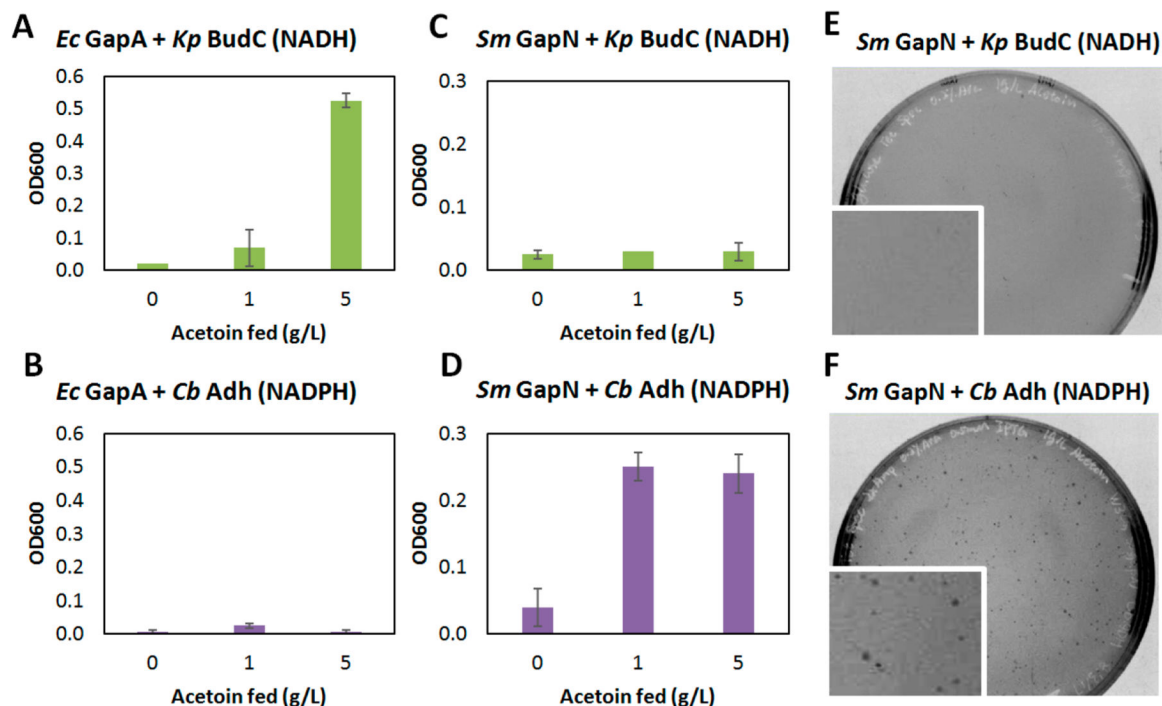 A
Ec GapA + Kp BudC (NADH)
0.6
0.5
0.4
0.3
0.2
0.1
0.0
OD600
0 1 5
Acetoin fed (g/L)
B
Ec GapA + Cb Adh (NADPH)
0.6
0.5
0.4
0.3
0.2
0.1
0.0
OD600
0 1 5
Acetoin fed (g/L)
C
Sm GapN + Kp BudC (NADH)
0.3
0.2
0.1
0.0
OD600
0 1 5
Acetoin fed (g/L)
D
Sm GapN + Cb Adh (NADPH)
0.3
0.2
0.1
0.0
OD600
0 1 5
Acetoin fed (g/L)
E
Sm GapN + Kp BudC (NADH)
1g/L Acetoin
F
Sm GapN + Cb Adh (NADPH)
IPTG 1g/L Acetoin